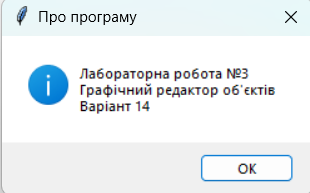 Про програму
Лабораторна робота №3
Графічний редактор об'єктів
Варіант 14
OK